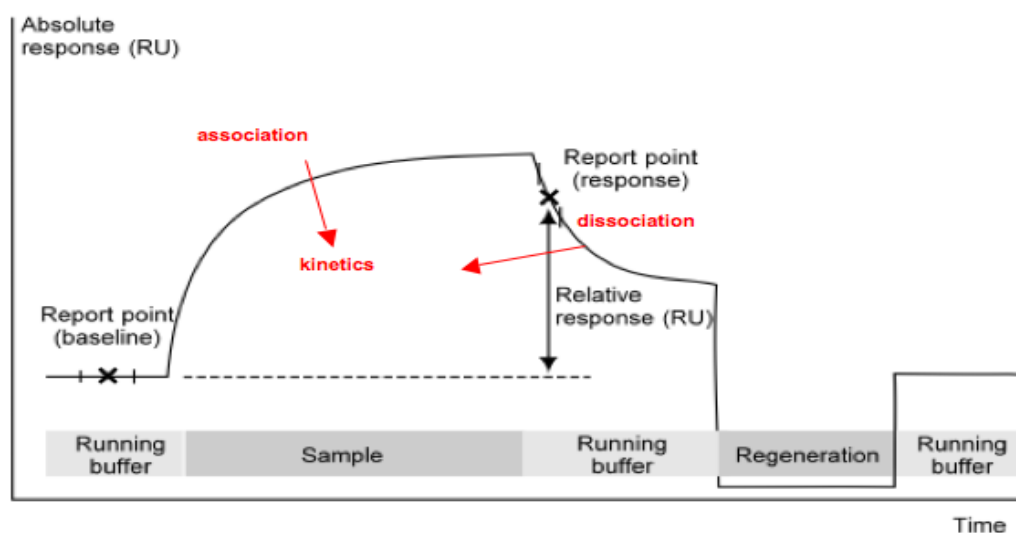 Absolute
response (RU)
association
Report point
(response)
dissociation
kinetics
Relative
response (RU)
Report point
(baseline)
Running
buffer
Sample
Running
buffer
Regeneration
Running
buffer
Time